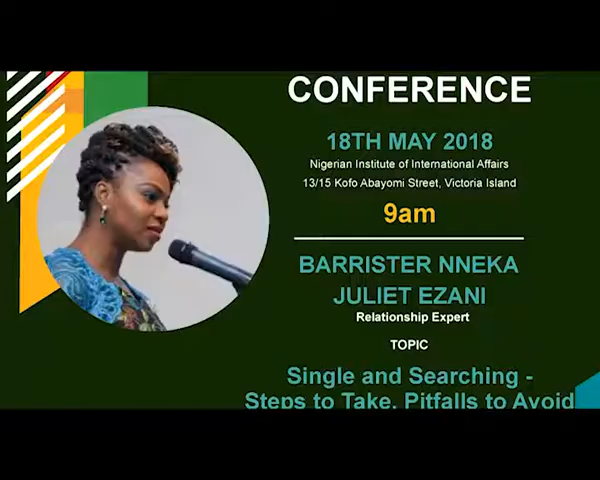 CONFERENCE
18TH MAY 2018
Nigerian Institute of International Affairs
13/15 Kofo Abayomi Street, Victoria Island
9am
BARRISTER NNEKA
JULIET EZANI
Relationship Expert
TOPIC
Single and Searching -
Steps to Take, Pitfalls to Avoid